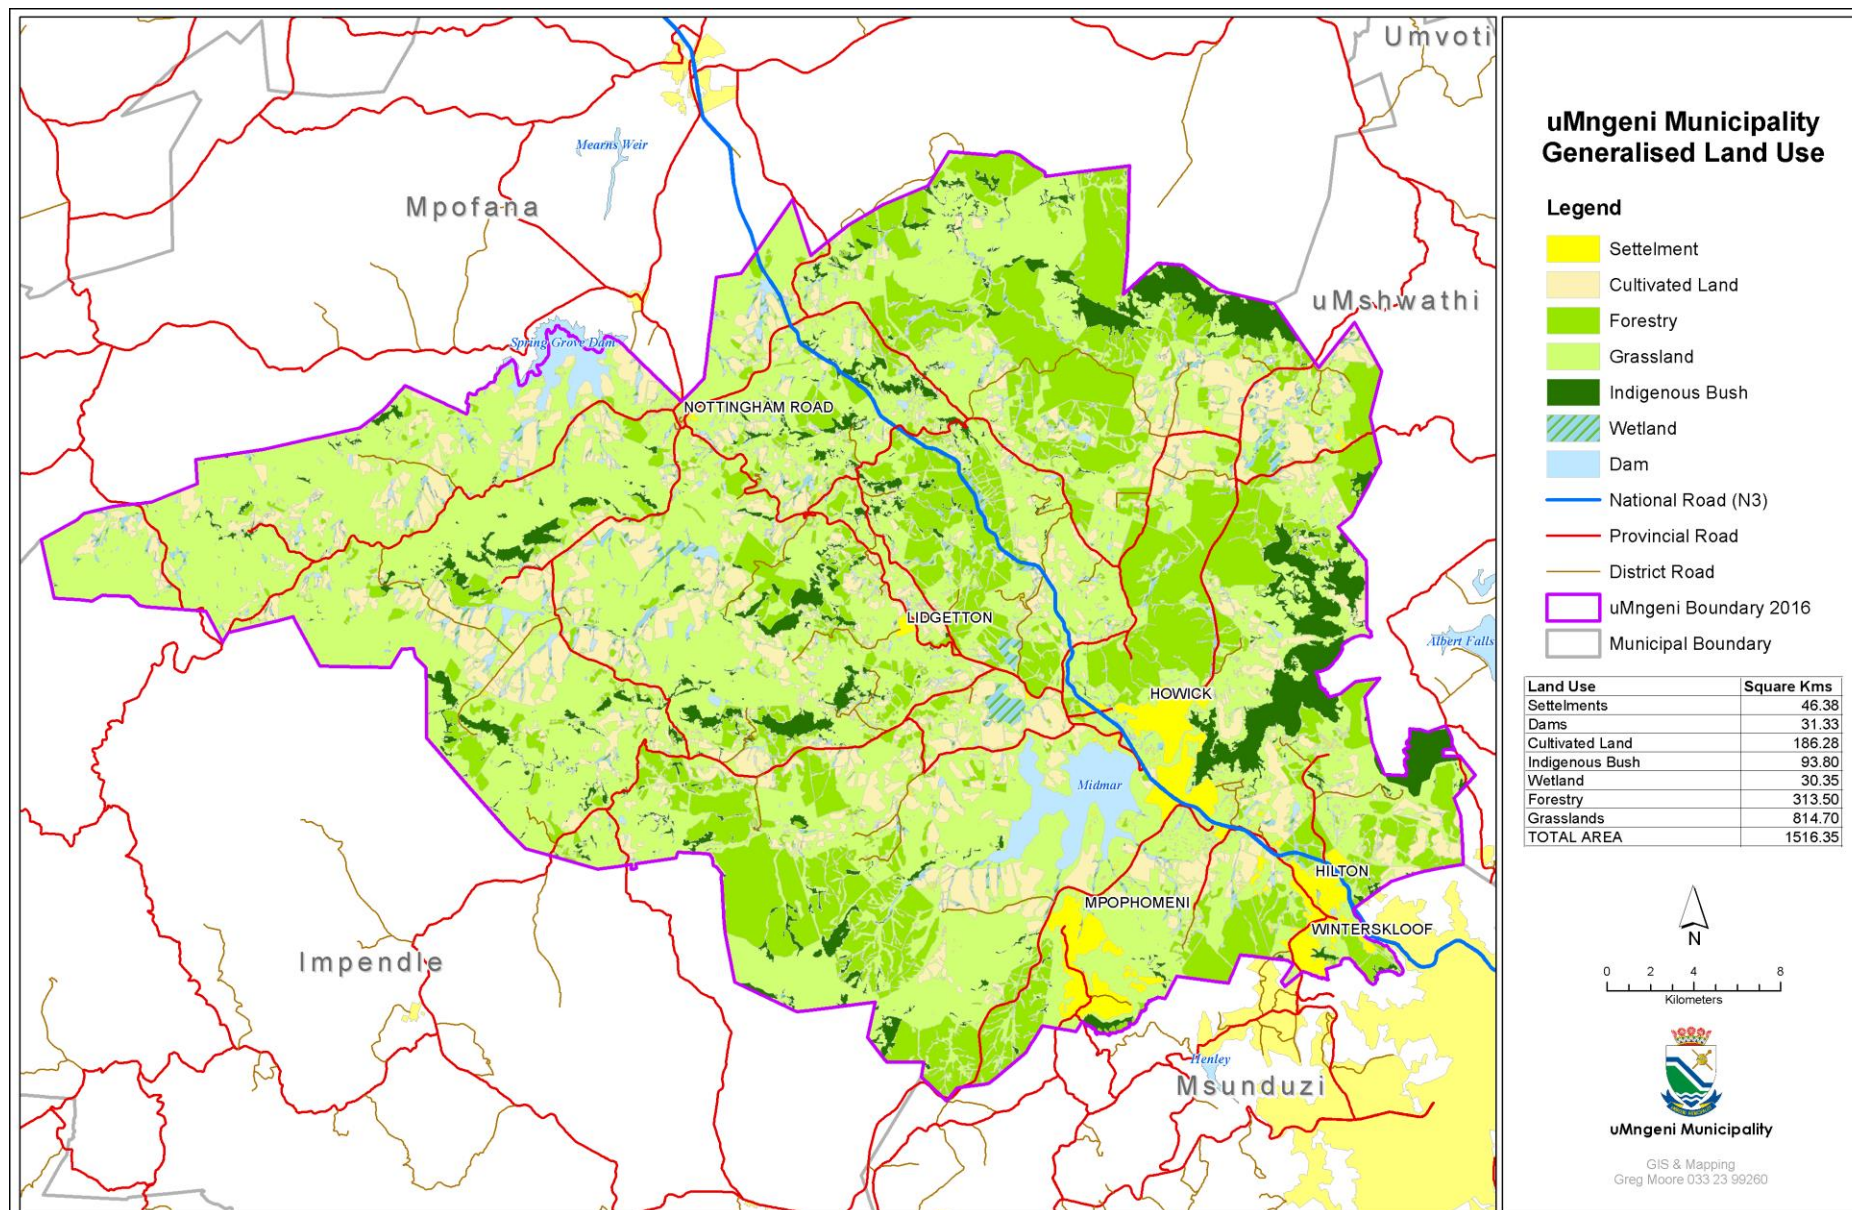 Umvoti
Mearns Weir
Mpofana
uMshwathi
Spring Grove Dam
NOTTINGHAM ROAD
LIDGETTON
Albert Falls
HOWICK
Midmar
HILTON
MPOPHOMENI
WINTERSKLOOF
Impendle
Henley
Msunduzi
uMngeni Municipality
Generalised Land Use
Legend
Settelment
Cultivated Land
Forestry
Grassland
Indigenous Bush
Wetland
Dam
National Road (N3)
Provincial Road
District Road
uMngeni Boundary 2016
Municipal Boundary
Land Use Square Kms
Settelments 46.38
Dams 31.33
Cultivated Land 186.28
Indigenous Bush 93.80
Wetland 30.35
Forestry 313.50
Grasslands 814.70
TOTAL AREA 1516.35
N
0 2 4 8
Kilometers
uMngeni Municipality
GIS & Mapping
Greg Moore 033 23 99260